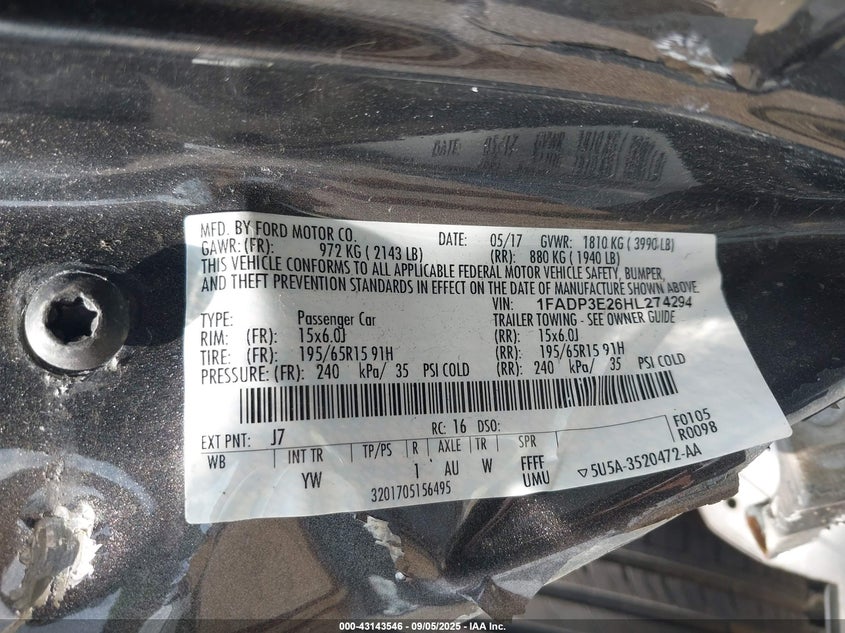 MFD. BY FORD MOTOR CO. DATE: 05/17 GVWR: 1810 KG ( 3990 LB)
GAWR: (FR): 972 KG ( 2143 LB) (RR): 880 KG ( 1940 LB)
THIS VEHICLE CONFORMS TO ALL APPLICABLE FEDERAL MOTOR VEHICLE SAFETY, BUMPER,
AND THEFT PREVENTION STANDARDS IN EFFECT ON THE DATE OF MANUFACTURE SHOWN ABOVE.
VIN: 1FADP3E26HL274294
TYPE: Passenger Car TRAILER TOWING - SEE OWNER GUIDE
RIM: (FR): 15x6.0J (RR): 15x6.0J
TIRE: (FR): 195/65R15 91H (RR): 195/65R15 91H
PRESSURE: (FR): 240 kPa/ 35 PSI COLD (RR): 240 kPa/ 35 PSI COLD
EXT PNT: J7 RC: 16 DSO: F0105
R0098
WB INT TR TP/PS R AXLE TR SPR
YW 1 AU W FFFF
UMU
3201705156495
5U5A-3520472-AA
000-43143546 - 09/05/2025 - IAA Inc.